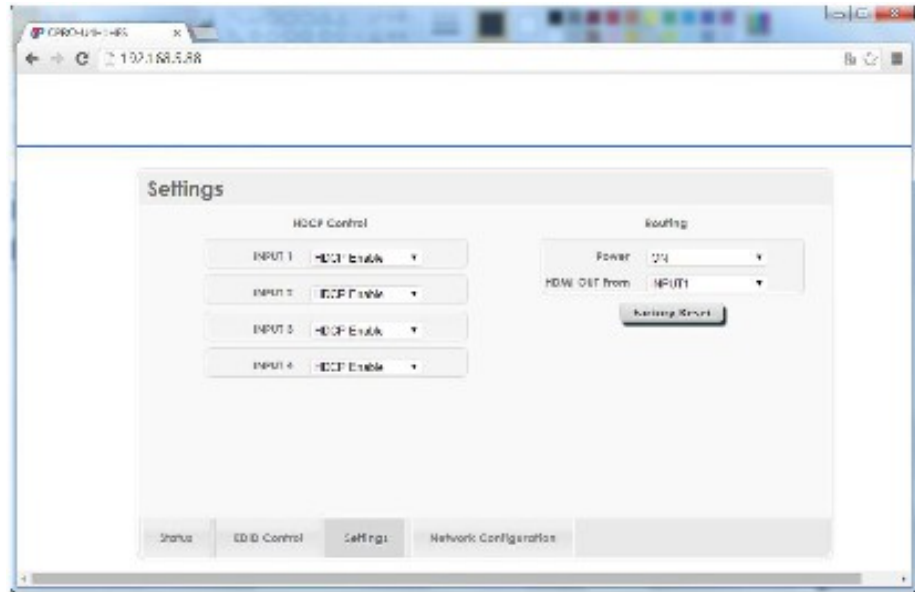 192.168.5.88
Settings
HDCP Control
INPUT 1 HDCP Enable
INPUT 2 HDCP Enable
INPUT 3 HDCP Enable
INPUT 4 HDCP Enable
Routing
Power ON
HDMI OUT From INPUT1
Factory Reset
Status
EDID Control
Settings
Network Configuration